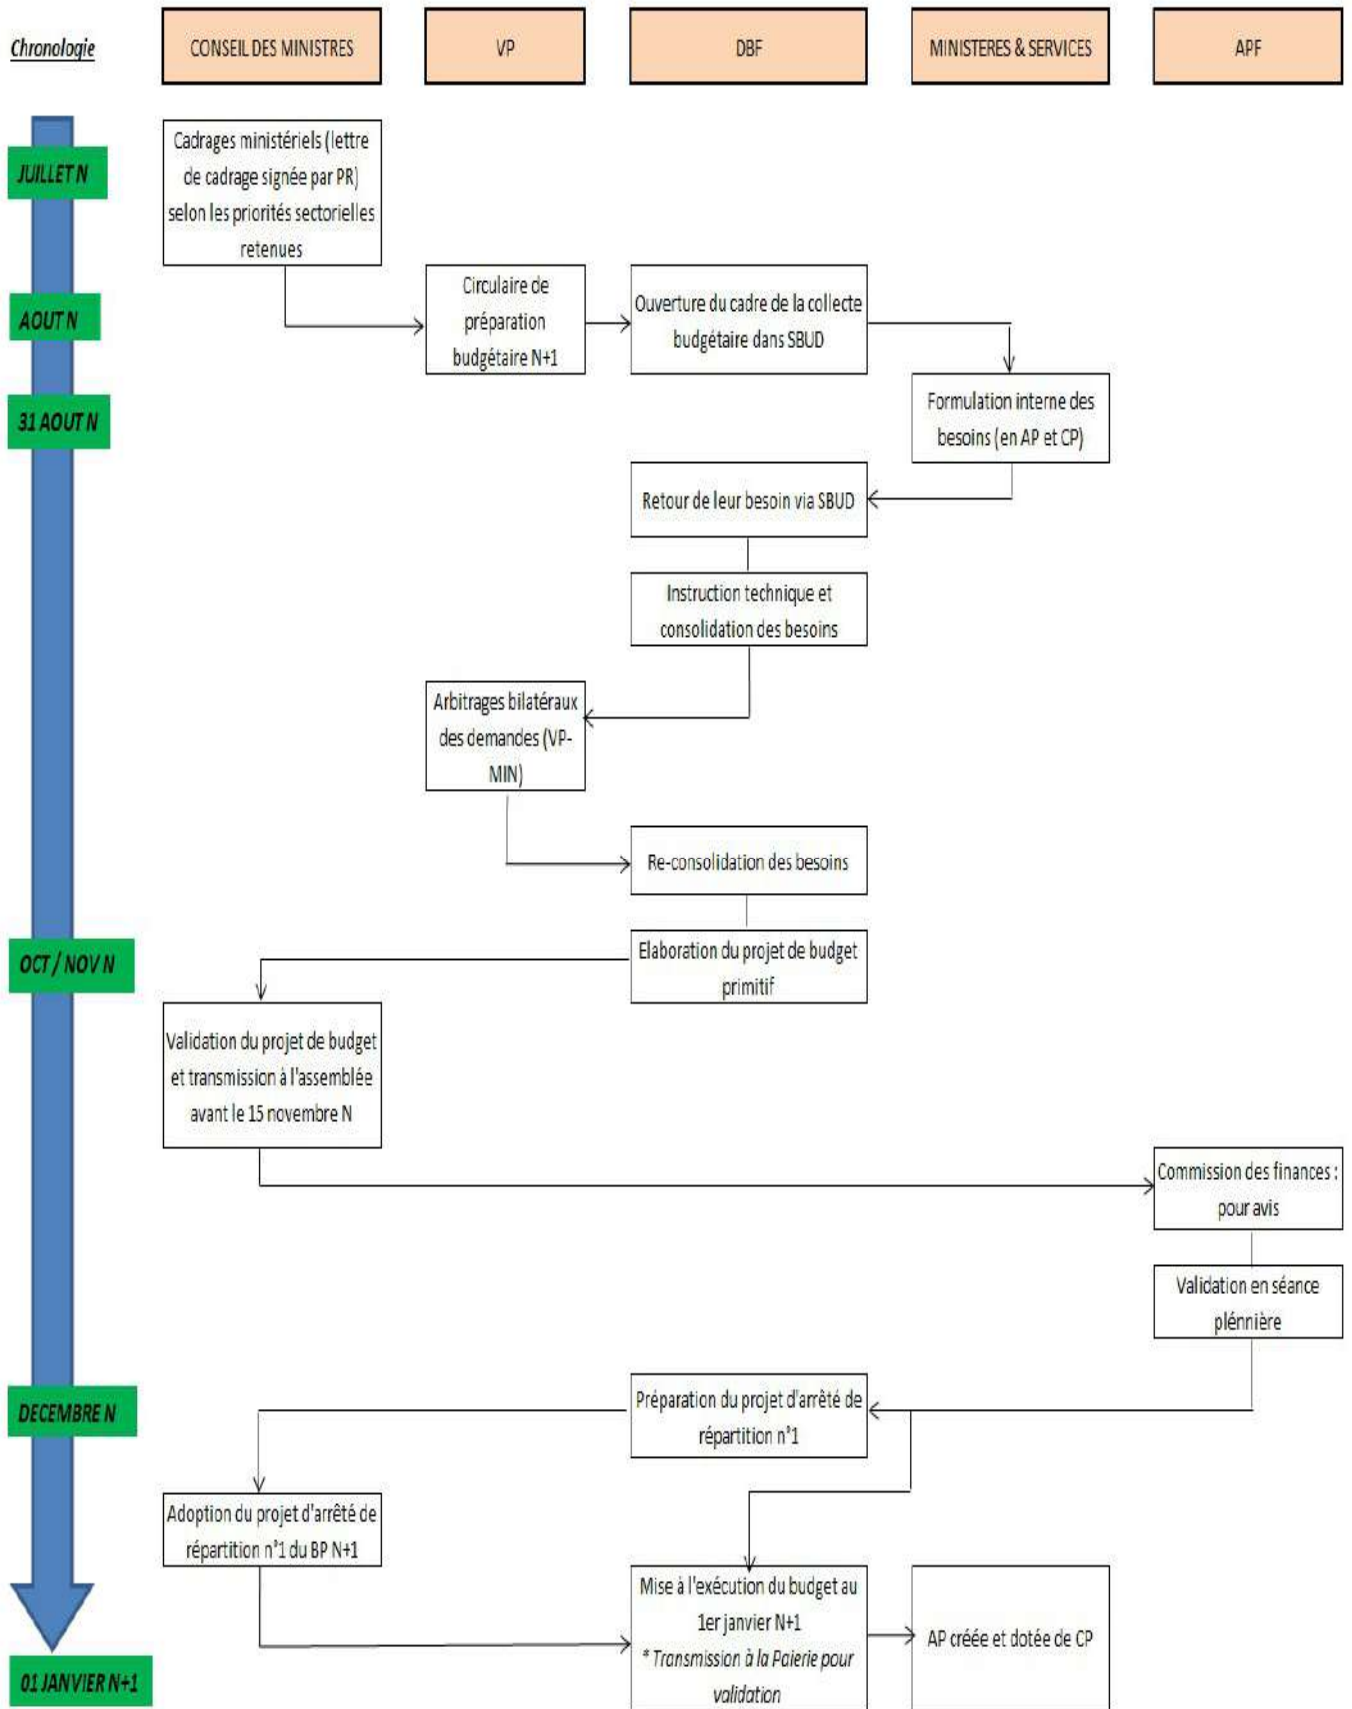 Chronologie
CONSEIL DES MINISTRES
VP
DBF
MINISTERES & SERVICES
APF
JUILLET N
Cadrages ministériels (lettre
de cadrage signée par PR)
selon les priorités sectorielles
retenues
AOUT N
Circulaire de
préparation
budgétaire N+1
Ouverture du cadre de la collecte
budgétaire dans SBUD
31 AOUT N
Formulation interne des
besoins (en AP et CP)
Retour de leur besoin via SBUD
Instruction technique et
consolidation des besoins
Arbitrages bilatéraux
des demandes (VP-
MIN)
Re-consolidation des besoins
OCT / NOV N
Elaboration du projet de budget
primitif
Validation du projet de budget
et transmission à l'assemblée
avant le 15 novembre N
Commission des finances :
pour avis
Validation en séance
plénnière
DECEMBRE N
Préparation du projet d'arrêté de
répartition n°1
Adoption du projet d'arrêté de
répartition n°1 du BP N+1
Mise à l'exécution du budget au
1er janvier N+1
* Transmission à la Paierie pour
validation
AP créée et dotée de CP
01 JANVIER N+1